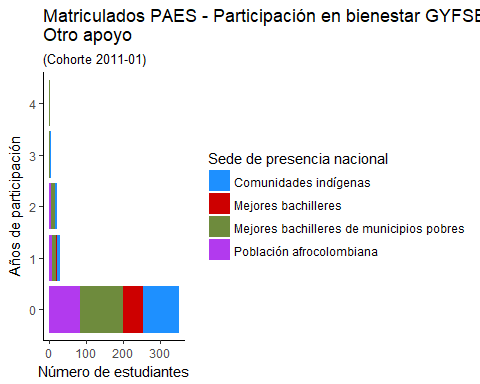 Matriculados PAES - Participación en bienestar GYFSE
Otro apoyo
(Cohorte 2011-01)
Años de participación
4
3
2
1
0
0 100 200 300
Número de estudiantes
Sede de presencia nacional
Comunidades indígenas
Mejores bachilleres
Mejores bachilleres de municipios pobres
Población afrocolombiana